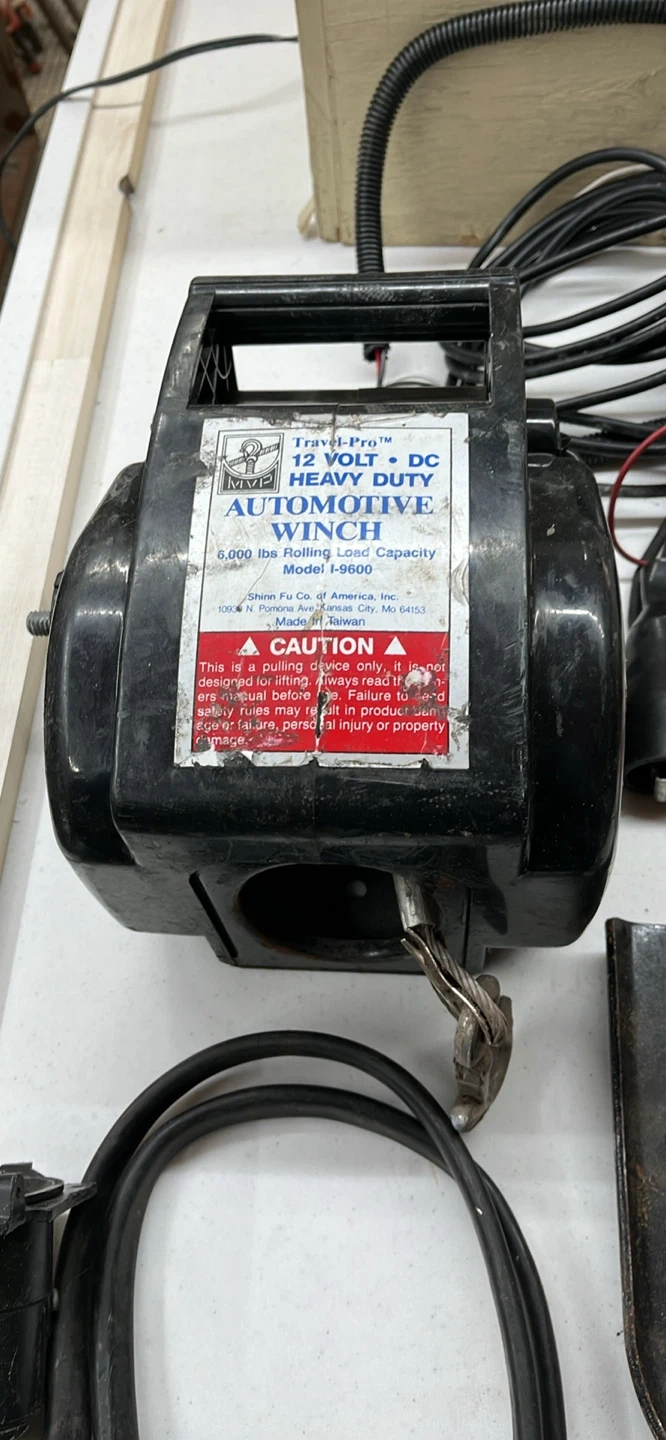 MVP
Travel-Pro™
12 VOLT • DC
HEAVY DUTY
AUTOMOTIVE
WINCH
6,000 lbs Rolling Load Capacity
Model I-9600
Shinn Fu Co. of America, Inc.
N. Pomona Ave, Kansas City, Mo 64153
Made in Taiwan
CAUTION
This is a pulling device only, it is not
designed for lifting. Always read the
manual before use. Failure to read
safety rules may result in product
or failure, personal injury or property
damage.